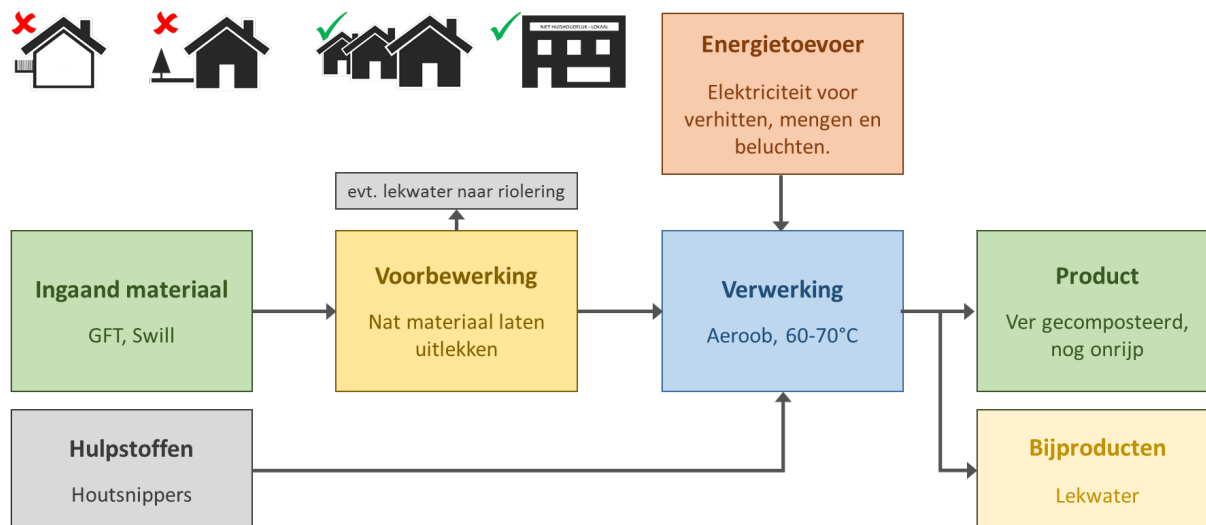 NIET HUISHOUDELIJK - LOKAAL
Energietoevoer
Elektriciteit voor
verhitten, mengen en
beluchten.
evt. lekwater naar riolering
Ingaand materiaal
GFT, Swill
Voorbewerking
Nat materiaal laten
uitlekken
Verwerking
Aeroob, 60-70°C
Product
Ver gecomposteerd,
nog onrijp
Hulpstoffen
Houtsnippers
Bijproducten
Lekwater